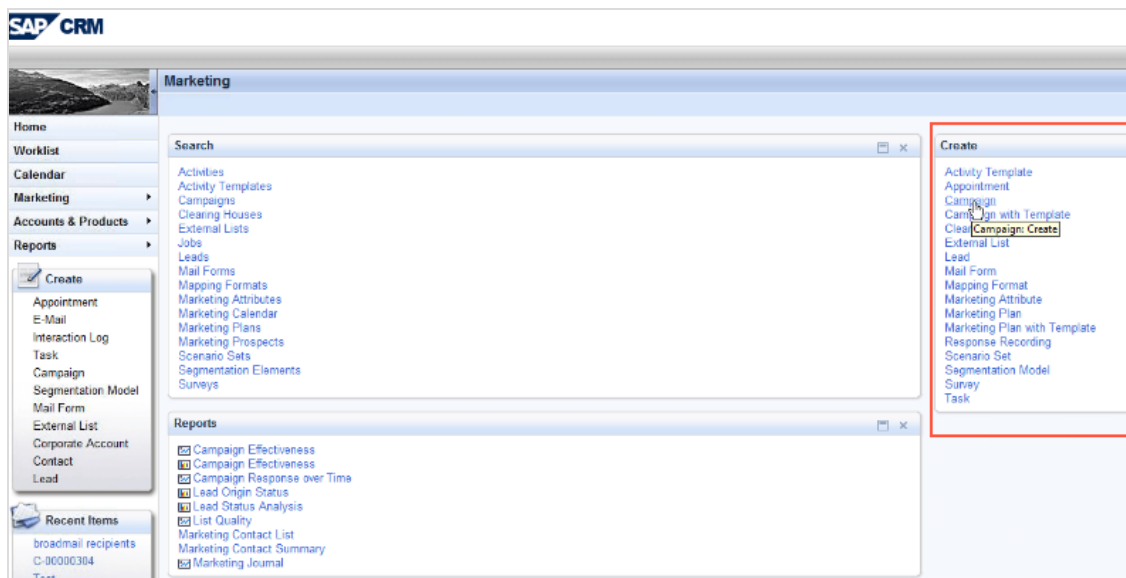 SAP CRM
Marketing
Home
Worklist
Calendar
Marketing
Accounts & Products
Reports
Create
Appointment
E-Mail
Interaction Log
Task
Campaign
Segmentation Model
Mail Form
External List
Corporate Account
Contact
Lead
Recent Items
broadmail recipients
C-00000304
Test
Search
Activities
Activity Templates
Campaigns
Clearing Houses
External Lists
Jobs
Leads
Mail Forms
Mapping Formats
Marketing Attributes
Marketing Calendar
Marketing Plans
Marketing Prospects
Scenario Sets
Segmentation Elements
Surveys
Reports
Campaign Effectiveness
Campaign Effectiveness
Campaign Response over Time
Lead Origin Status
Lead Status Analysis
List Quality
Marketing Contact List
Marketing Contact Summary
Marketing Journal
Create
Activity Template
Appointment
Campaign
Campaign with Template
Campaign: Create
External List
Lead
Mail Form
Mapping Format
Marketing Attribute
Marketing Plan
Marketing Plan with Template
Response Recording
Scenario Set
Segmentation Model
Survey
Task